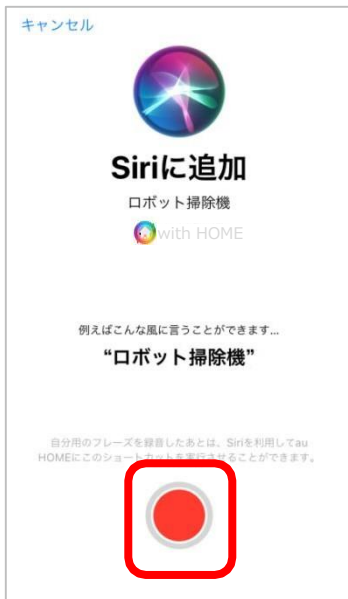 キャンセル
Siriに追加
ロボット掃除機
with HOME
例えばこんな風に言うことができます...
“ロボット掃除機”
自分用のフレーズを録音したあとは、Siriを利用してau
HOMEにこのショートカットを実行させることができます。